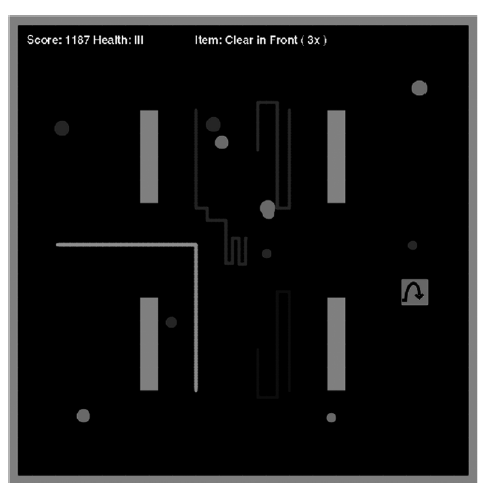 Score: 1187 Health: III
Item: Clear in Front ( 3x )